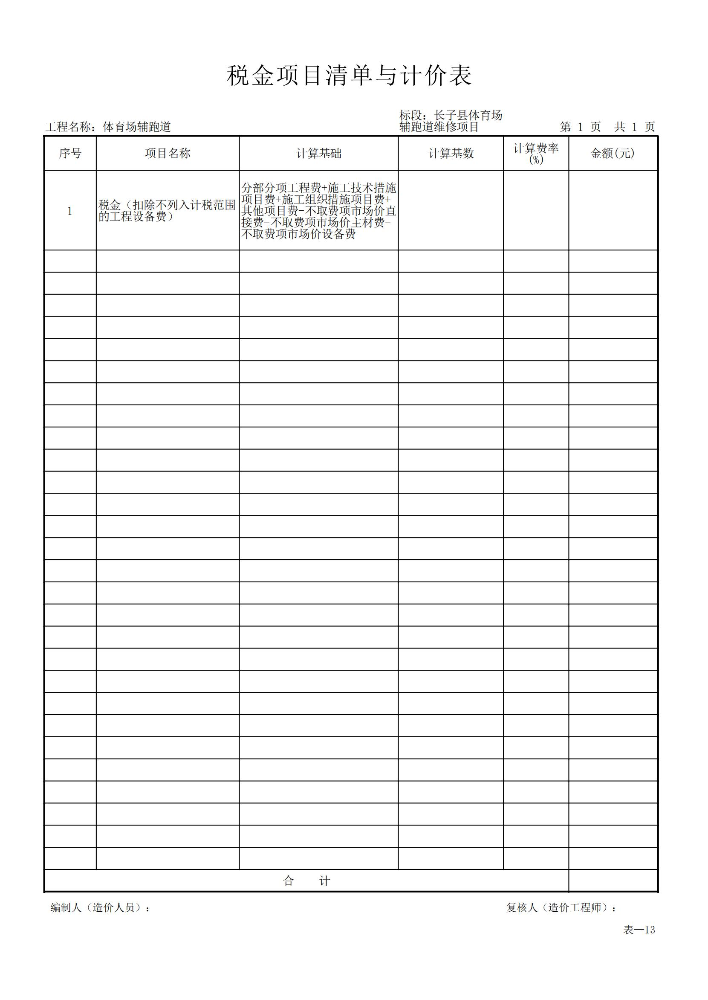 税金项目清单与计价表
工程名称：体育场辅跑道
标段：长子县体育场
辅跑道维修项目
第 1 页  共 1 页
序号
项目名称
计算基础
计算基数
计算费率
(%)
金额(元)
1
税金（扣除不列入计税范围
的工程设备费）
分部分项工程费+施工技术措施
项目费+施工组织措施项目费+
其他项目费-不取费项市场价直
接费-不取费项市场价主材费-
不取费项市场价设备费
合  计
编制人（造价人员）：
复核人（造价工程师）：
表—13